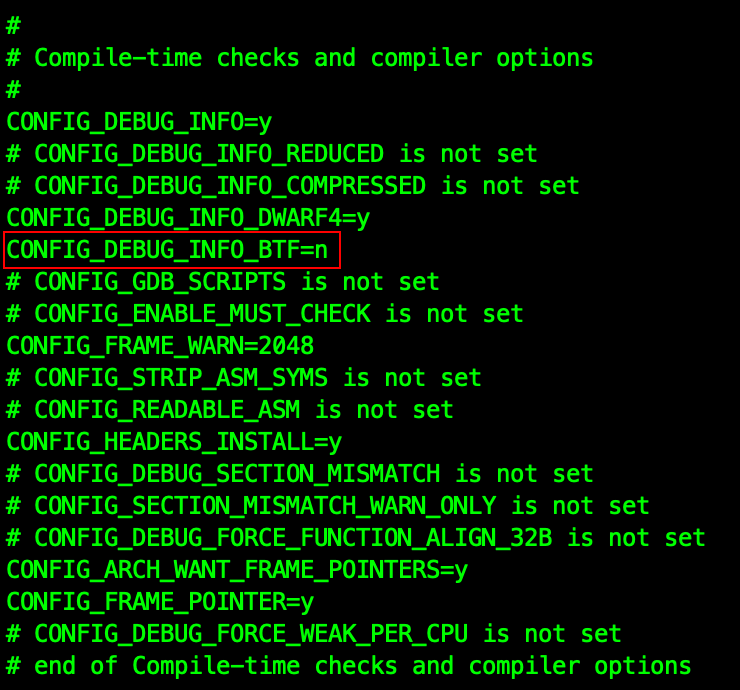 #
# Compile-time checks and compiler options
#
CONFIG_DEBUG_INFO=y
# CONFIG_DEBUG_INFO_REDUCED is not set
# CONFIG_DEBUG_INFO_COMPRESSED is not set
CONFIG_DEBUG_INFO_DWARF4=y
CONFIG_DEBUG_INFO_BTF=n
# CONFIG_GDB_SCRIPTS is not set
# CONFIG_ENABLE_MUST_CHECK is not set
CONFIG_FRAME_WARN=2048
# CONFIG_STRIP_ASM_SYMS is not set
# CONFIG_READABLE_ASM is not set
CONFIG_HEADERS_INSTALL=y
# CONFIG_DEBUG_SECTION_MISMATCH is not set
# CONFIG_SECTION_MISMATCH_WARN_ONLY is not set
# CONFIG_DEBUG_FORCE_FUNCTION_ALIGN_32B is not set
CONFIG_ARCH_WANT_FRAME_POINTERS=y
CONFIG_FRAME_POINTER=y
# CONFIG_DEBUG_FORCE_WEAK_PER_CPU is not set
# end of Compile-time checks and compiler options